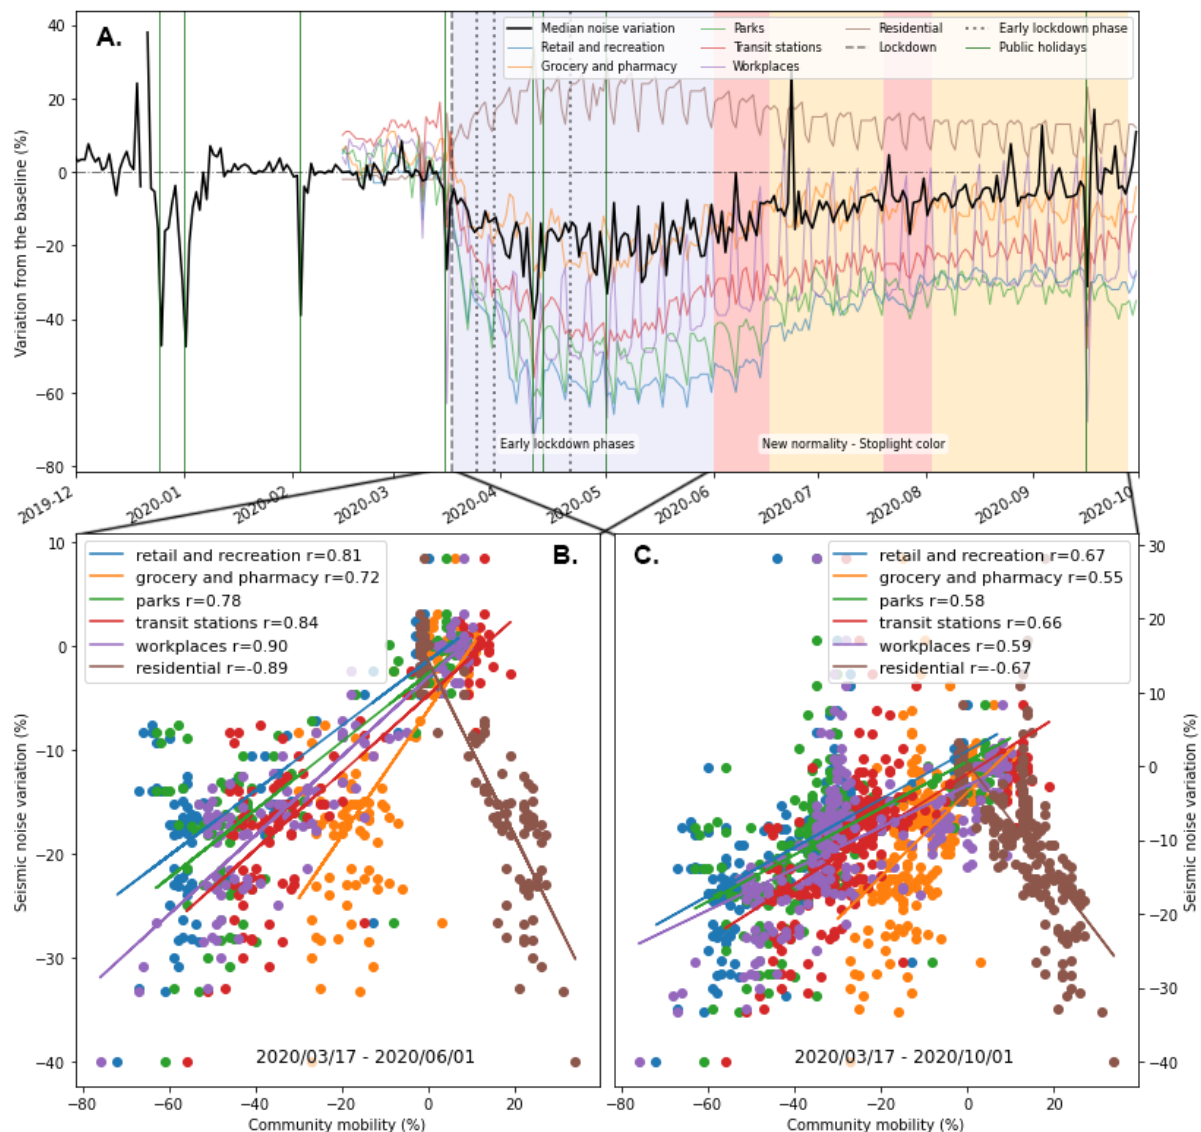 A.
Median noise variation
Retail and recreation
Grocery and pharmacy
Parks
Transit stations
Workplaces
Residential
Lockdown
Early lockdown phase
Public holidays
Variation from the baseline (%)
40
20
0
−20
−40
−60
−80
Early lockdown phases
New normality - Stoplight color
2019-12
2020-01
2020-02
2020-03
2020-04
2020-05
2020-06
2020-07
2020-08
2020-09
2020-10
B.
retail and recreation r=0.81
grocery and pharmacy r=0.72
parks r=0.78
transit stations r=0.84
workplaces r=0.90
residential r=-0.89
Seismic noise variation (%)
10
0
−10
−20
−30
−40
2020/03/17 - 2020/06/01
−80
−60
−40
−20
0
20
Community mobility (%)
C.
retail and recreation r=0.67
grocery and pharmacy r=0.55
parks r=0.58
transit stations r=0.66
workplaces r=0.59
residential r=-0.67
30
20
10
0
−10
−20
−30
−40
Seismic noise variation (%)
2020/03/17 - 2020/10/01
−80
−60
−40
−20
0
20
Community mobility (%)